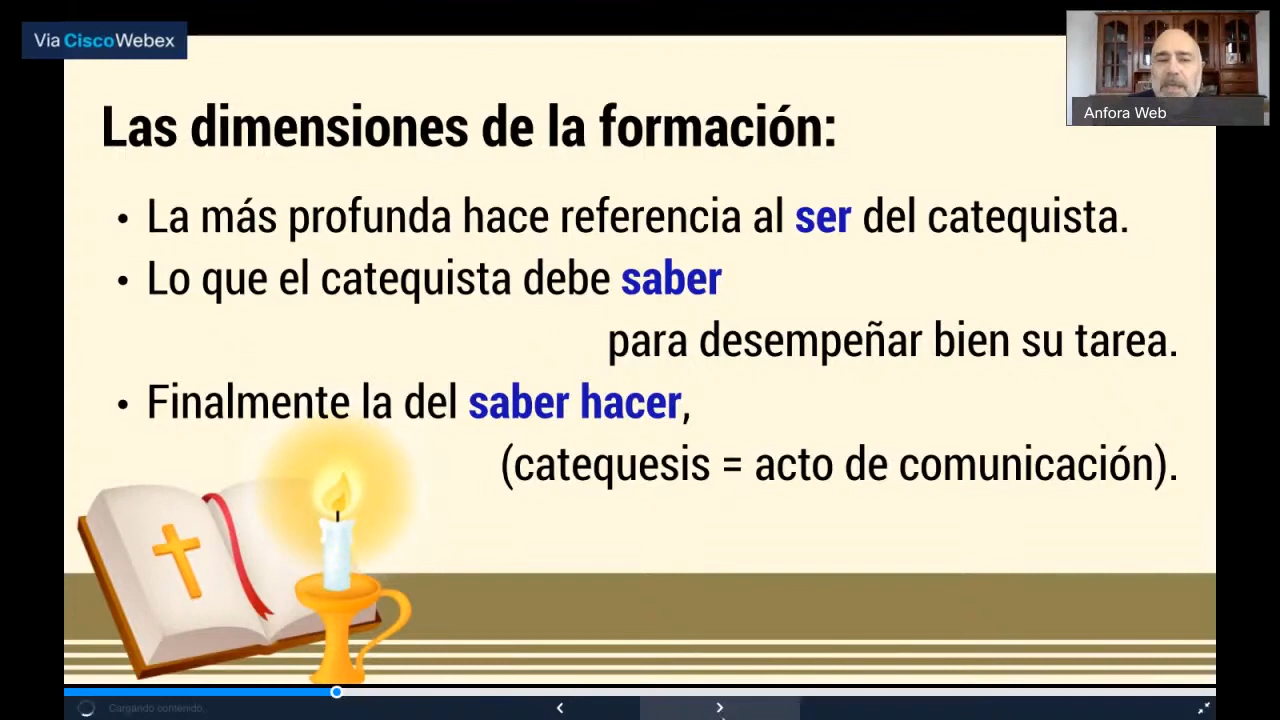 Via CiscoWebex
Anfora Web
Las dimensiones de la formación:
• La más profunda hace referencia al ser del catequista.
• Lo que el catequista debe saber
para desempeñar bien su tarea.
• Finalmente la del saber hacer,
(catequesis = acto de comunicación).
Cargando contenido.